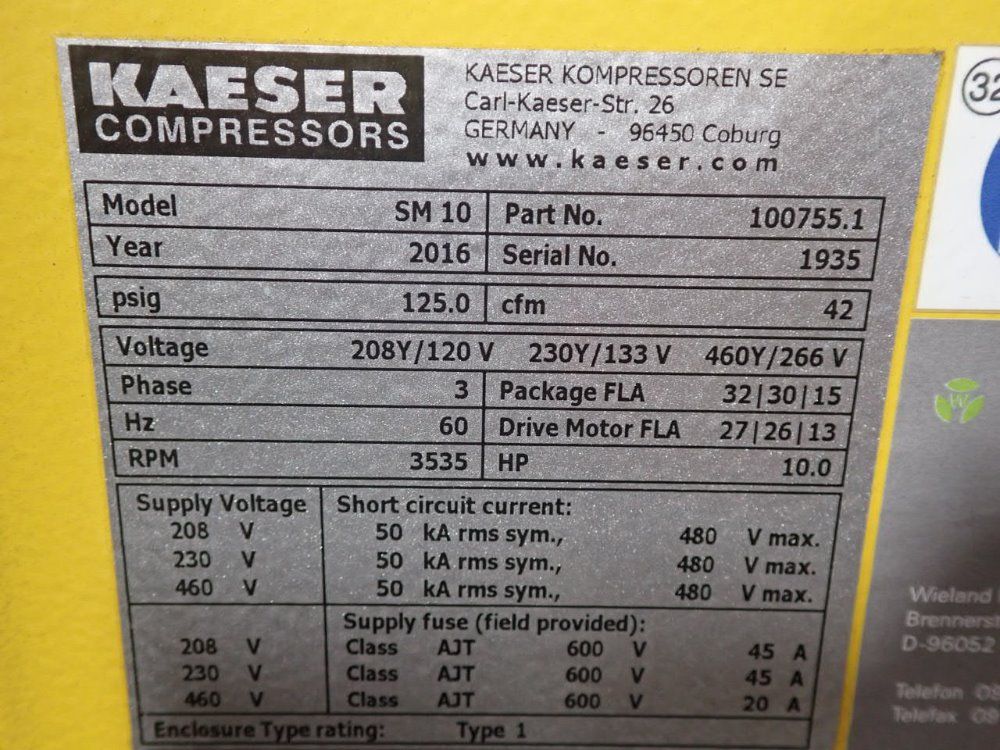 KAESER
COMPRESSORS
KAESER KOMPRESSOREN SE
Carl-Kaeser-Str. 26
GERMANY - 96450 Coburg
www.kaeser.com
Model SM 10 Part No. 100755.1
Year 2016 Serial No. 1935
psig 125.0 cfm 42
Voltage 208Y/120 V 230Y/133 V 460Y/266 V
Phase 3 Package FLA 32|30|15
Hz 60 Drive Motor FLA 27|26|13
RPM 3535 HP 10.0
Supply Voltage Short circuit current:
208 V 50 kA rms sym., 480 V max.
230 V 50 kA rms sym., 480 V max.
460 V 50 kA rms sym., 480 V max.
Supply fuse (field provided):
208 V Class AJT 600 V 45 A
230 V Class AJT 600 V 45 A
460 V Class AJT 600 V 20 A
Enclosure Type rating: Type 1
32
W
Wieland
Brennerst
D-96052
Telefon
Telefax